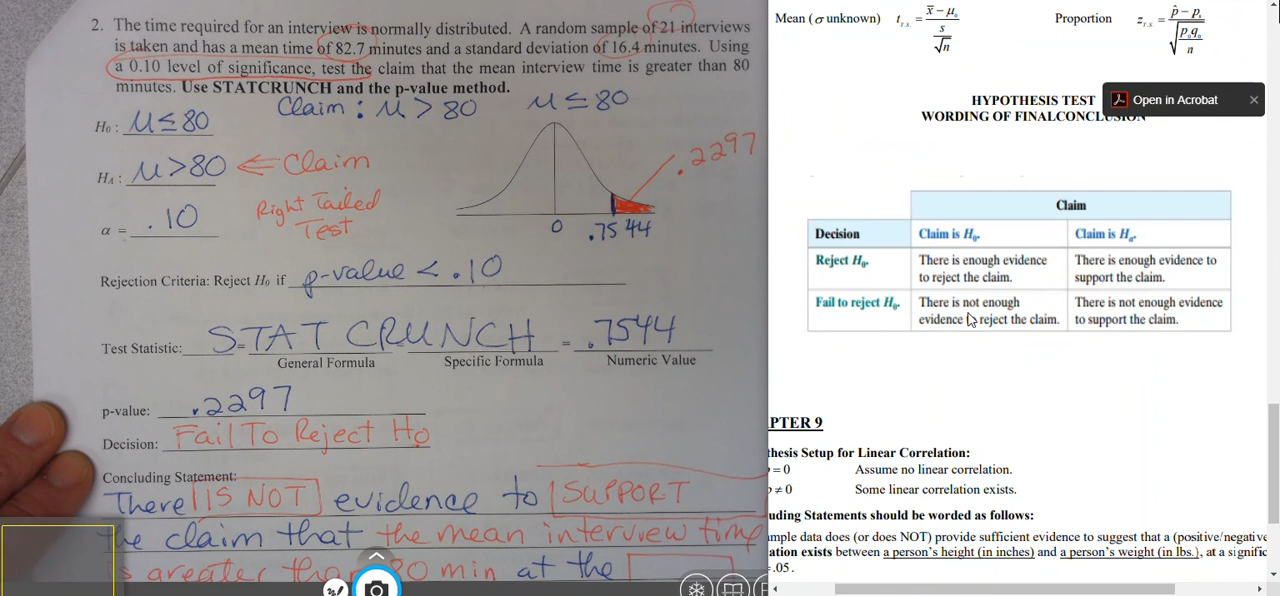 2. The time required for an interview is normally distributed. A random sample of 21 interviews
is taken and has a mean time of 82.7 minutes and a standard deviation of 16.4 minutes. Using
a 0.10 level of significance, test the claim that the mean interview time is greater than 80
minutes. Use STATCRUNCH and the p-value method.
Claim : μ > 80 μ ≤ 80
H₀ : μ ≤ 80
Hᴀ : μ > 80 ⇐ Claim
α = .10
Right Tailed
Test
.2297
0 .7544
Rejection Criteria: Reject H₀ if p-value < .10
Test Statistic: STAT CRUNCH = .7544
General Formula Specific Formula Numeric Value
p-value: .2297
Decision: Fail To Reject H₀
Concluding Statement:
There IS NOT evidence to SUPPORT
the claim that the mean interview time
is greater than 80 min at the
Mean (σ unknown) t = x̄ − μ₀ / s / √n
Proportion z = p̂ − p / √ p₀q₀ / n
Open in Acrobat
HYPOTHESIS TEST
WORDING OF FINALCONCLUSION
Claim
Decision Claim is H₀. Claim is Hₐ.
Reject H₀. There is enough evidence to reject the claim. There is enough evidence to support the claim.
Fail to reject H₀. There is not enough evidence reject the claim. There is not enough evidence to support the claim.
PTER 9
thesis Setup for Linear Correlation:
= 0 Assume no linear correlation.
≠ 0 Some linear correlation exists.
uding Statements should be worded as follows:
mple data does (or does NOT) provide sufficient evidence to suggest that a (positive/negative
ation exists between a person's height (in inches) and a person's weight (in lbs.), at a signific
.05.